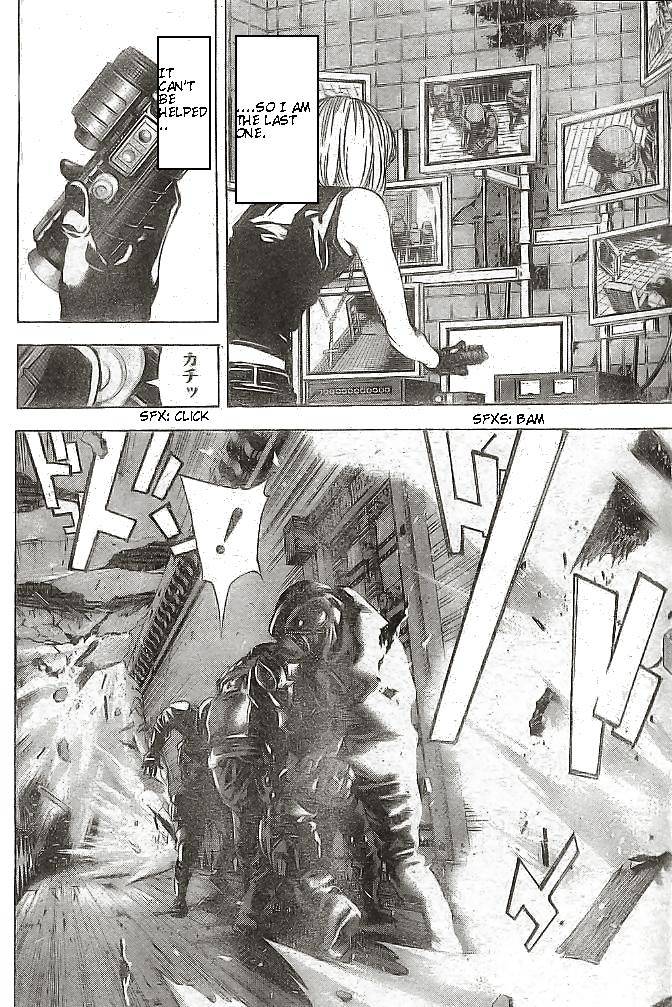 ....SO I AM
THE LAST
ONE.
IT
CAN'T
BE
HELPED
..
カチッ
SFX: CLICK
SFXS: BAM
!